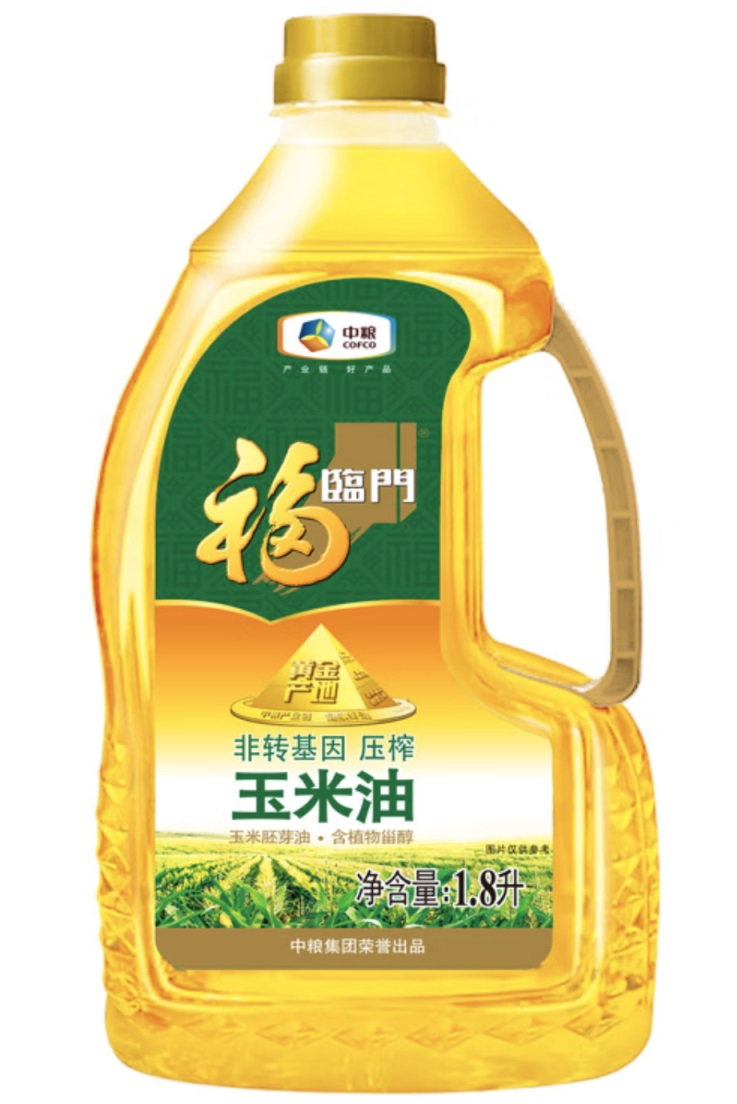 中粮
COFCO
产业链 好产品
福臨門
®
黄金
产地
非转基因 压榨
玉米油
玉米胚芽油·含植物甾醇
图片仅供参考
净含量:1.8升
中粮集团荣誉出品